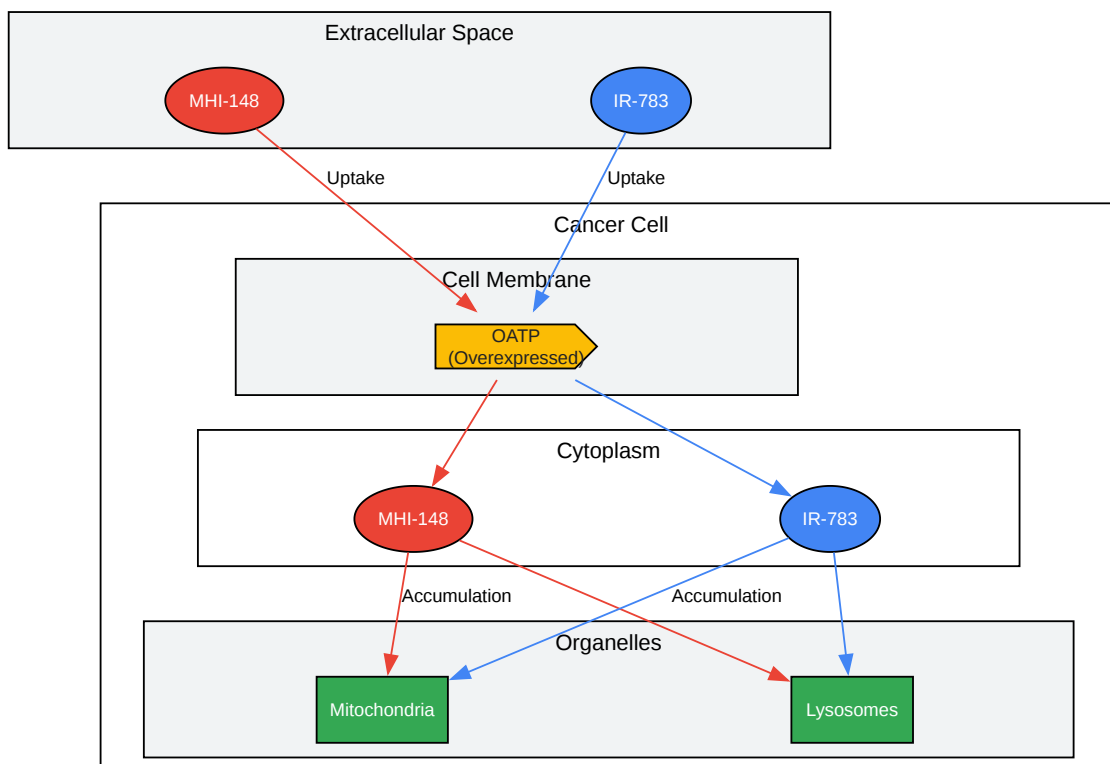 Extracellular Space
MHI-148
IR-783
Uptake
Uptake
Cancer Cell
Cell Membrane
OATP
(Overexpressed)
Cytoplasm
MHI-148
IR-783
Accumulation
Accumulation
Organelles
Mitochondria
Lysosomes